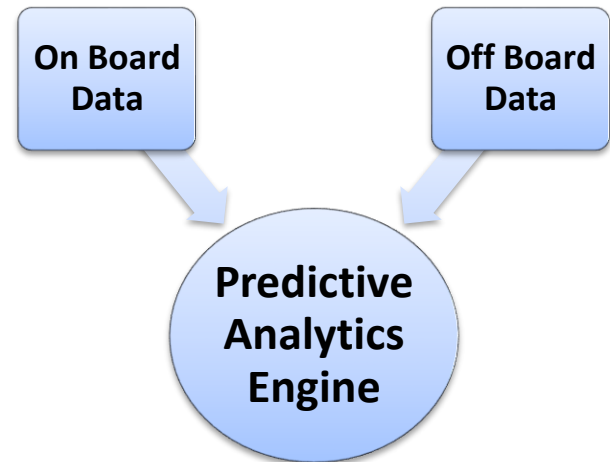 On Board
Data
Off Board
Data
Predictive
Analytics
Engine